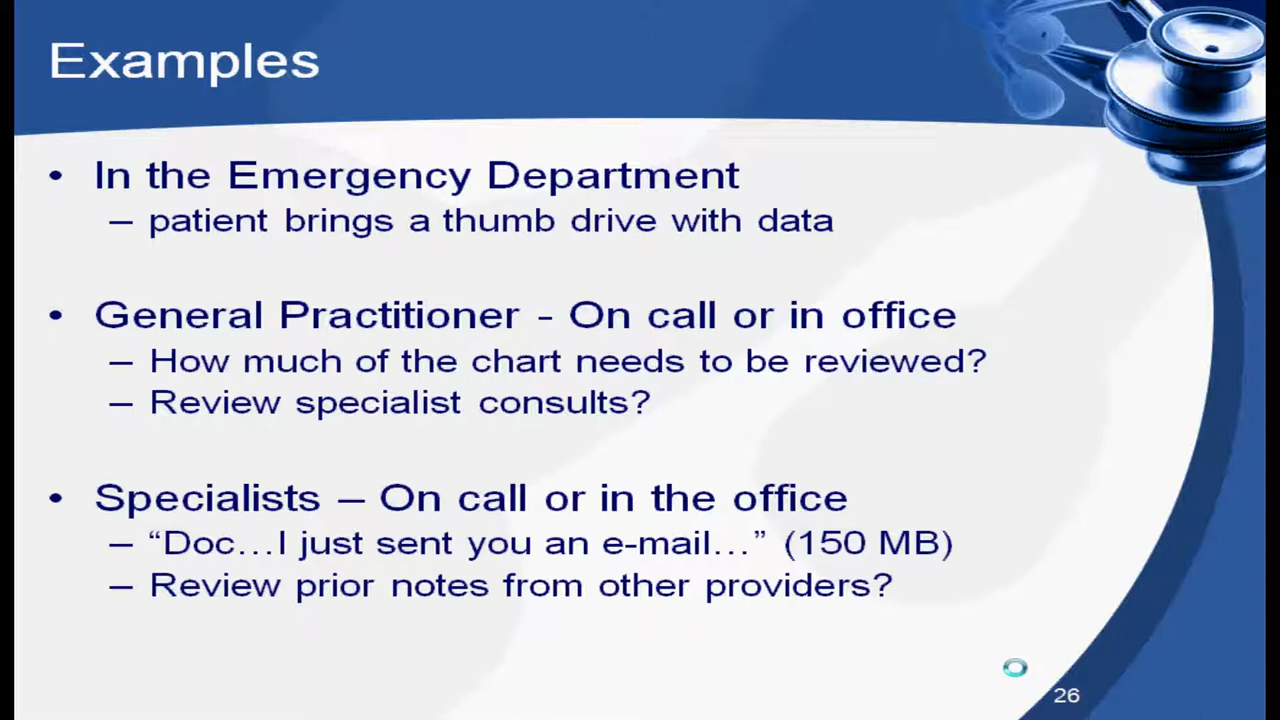 Examples
• In the Emergency Department
– patient brings a thumb drive with data
• General Practitioner - On call or in office
– How much of the chart needs to be reviewed?
– Review specialist consults?
• Specialists – On call or in the office
– “Doc…I just sent you an e-mail…” (150 MB)
– Review prior notes from other providers?
26